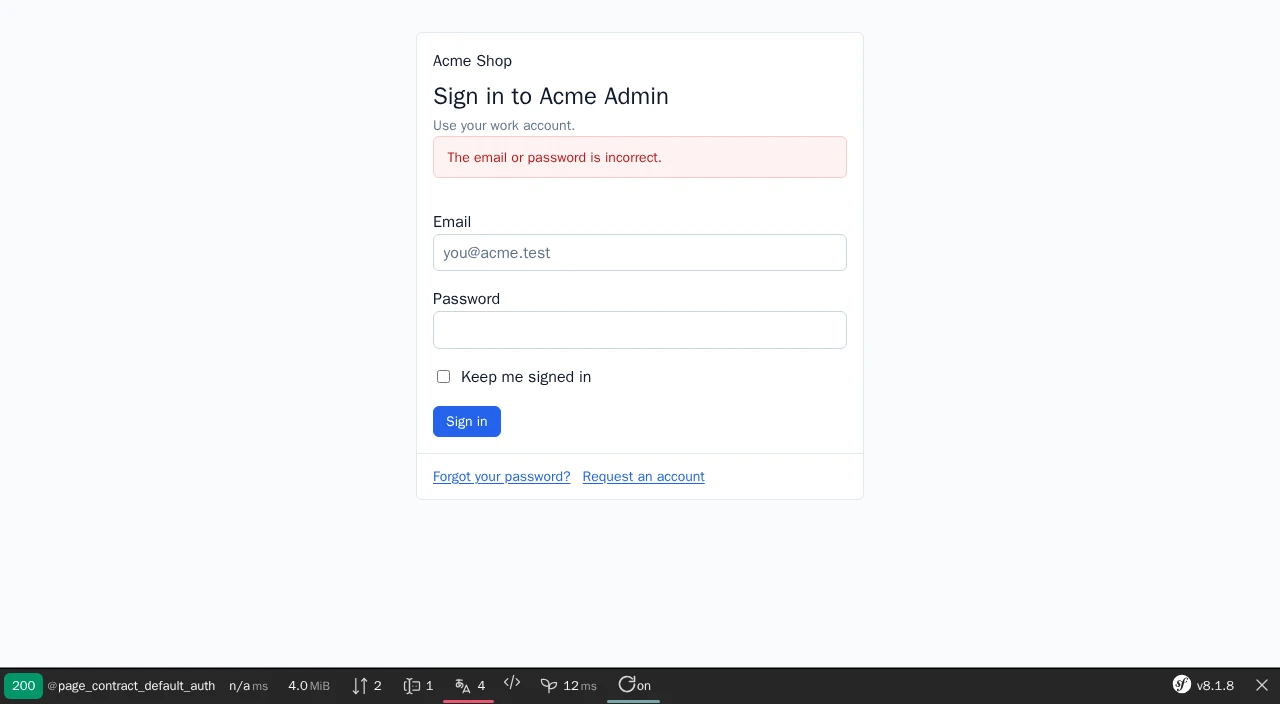 Acme Shop
Sign in to Acme Admin
Use your work account.
The email or password is incorrect.
Email
you@acme.test
Password
Keep me signed in
Sign in
Forgot your password? Request an account
200 @page_contract_default_auth n/a ms 4.0 MiB 2 1 4 12 ms on v8.1.8